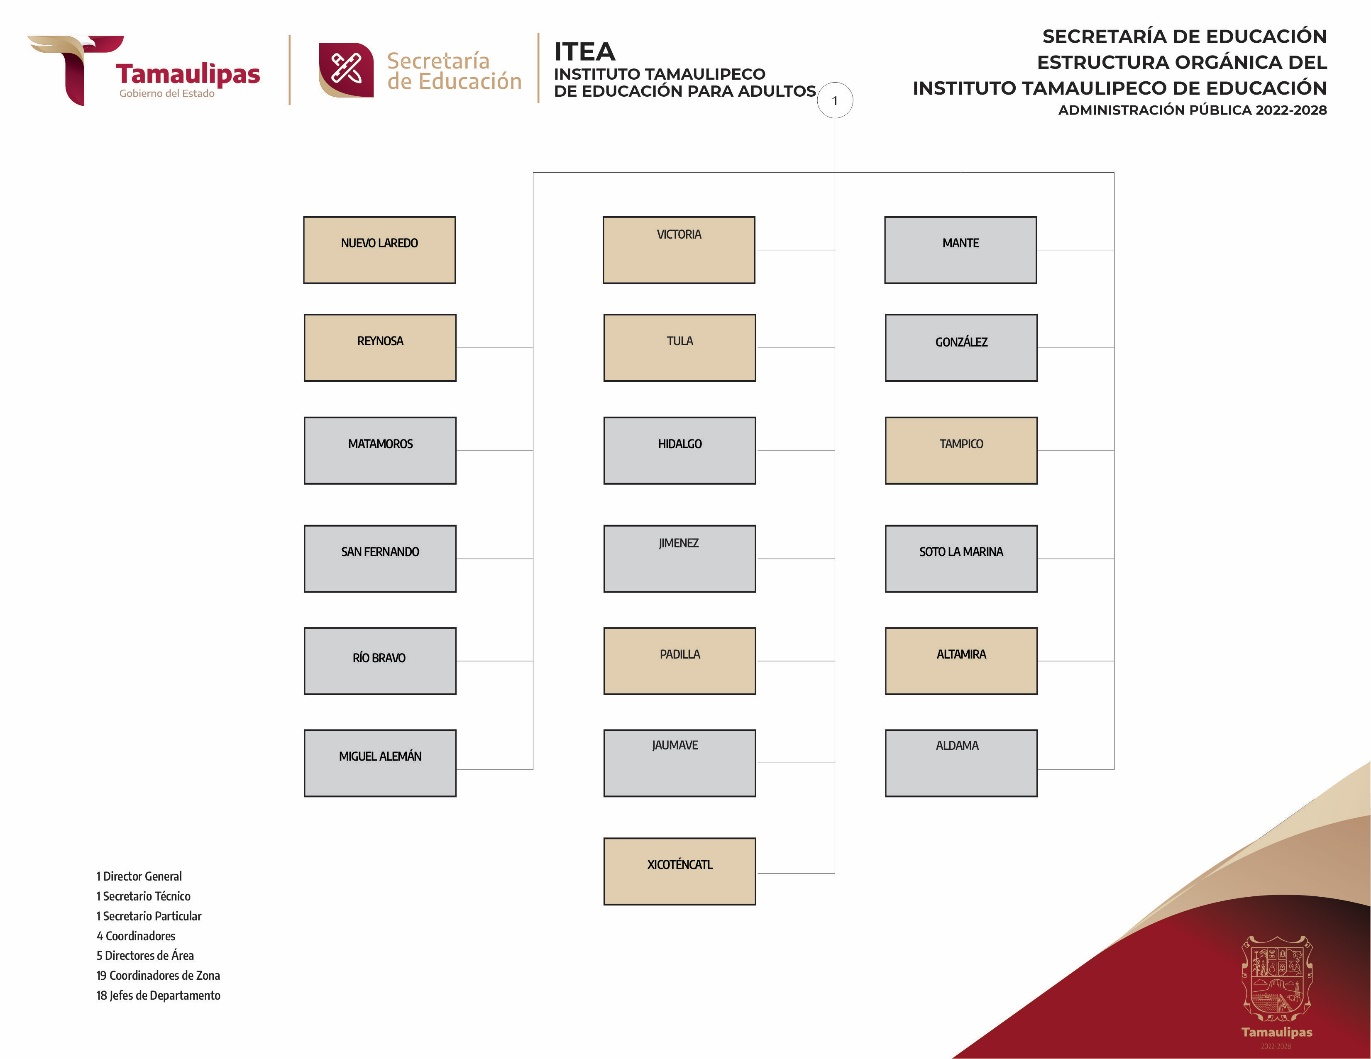 Tamaulipas
Gobierno del Estado
Secretaría
de Educación
ITEA
INSTITUTO TAMAULIPECO
DE EDUCACIÓN PARA ADULTOS
SECRETARÍA DE EDUCACIÓN
ESTRUCTURA ORGÁNICA DEL
INSTITUTO TAMAULIPECO DE EDUCACIÓN
ADMINISTRACIÓN PÚBLICA 2022-2028
1
NUEVO LAREDO
VICTORIA
MANTE
REYNOSA
TULA
GONZÁLEZ
MATAMOROS
HIDALGO
TAMPICO
SAN FERNANDO
JIMENEZ
SOTO LA MARINA
RÍO BRAVO
PADILLA
ALTAMIRA
MIGUEL ALEMÁN
JAUMAVE
ALDAMA
XICOTÉNCATL
1 Director General
1 Secretario Técnico
1 Secretario Particular
4 Coordinadores
5 Directores de Área
19 Coordinadores de Zona
18 Jefes de Departamento
Tamaulipas
2022-2028